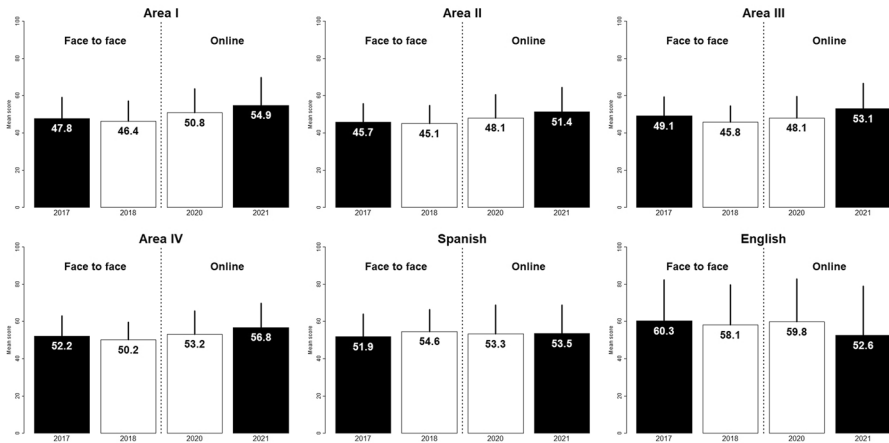 Area I
Face to face Online
Mean score
0 20 40 60 80 100
47.8 46.4 50.8 54.9
2017 2018 2020 2021
Area II
Face to face Online
Mean score
0 20 40 60 80 100
45.7 45.1 48.1 51.4
2017 2018 2020 2021
Area III
Face to face Online
Mean score
0 20 40 60 80 100
49.1 45.8 48.1 53.1
2017 2018 2020 2021
Area IV
Face to face Online
Mean score
0 20 40 60 80 100
52.2 50.2 53.2 56.8
2017 2018 2020 2021
Spanish
Face to face Online
Mean score
0 20 40 60 80 100
51.9 54.6 53.3 53.5
2017 2018 2020 2021
English
Face to face Online
Mean score
0 20 40 60 80 100
60.3 58.1 59.8 52.6
2017 2018 2020 2021